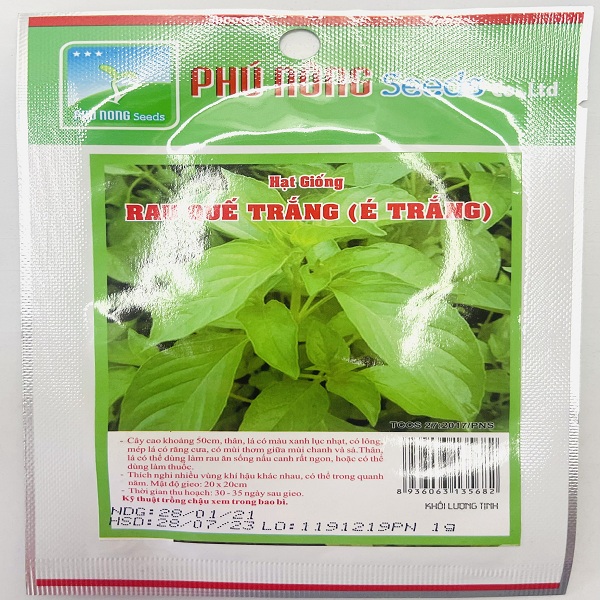 PHÚ NÔNG Seeds Co., Ltd
PHU NONG Seeds
Hạt Giống
RAU QUẾ TRẮNG (É TRẮNG)
TCCS 27:2017/PNS
- Cây cao khoảng 50cm, thân, lá có màu xanh lục nhạt, có lông,
mép lá có răng cưa, có mùi thơm giữa mùi chanh và sả.Thân,
lá có thể dùng làm rau ăn sống nấu canh rất ngon, hoặc có thể
dùng làm thuốc.
- Thích nghi nhiều vùng khí hậu khác nhau, có thể trong quanh
năm. Mật độ gieo: 20 x 20cm
- Thời gian thu hoạch: 30 - 35 ngày sau gieo.
Kỹ thuật trồng chậu xem trong bao bì.
8 936063 135682
KHỐI LƯỢNG TỊNH
NDG:28/01/21
HSD:28/07/23 LO:1191219PN 1g